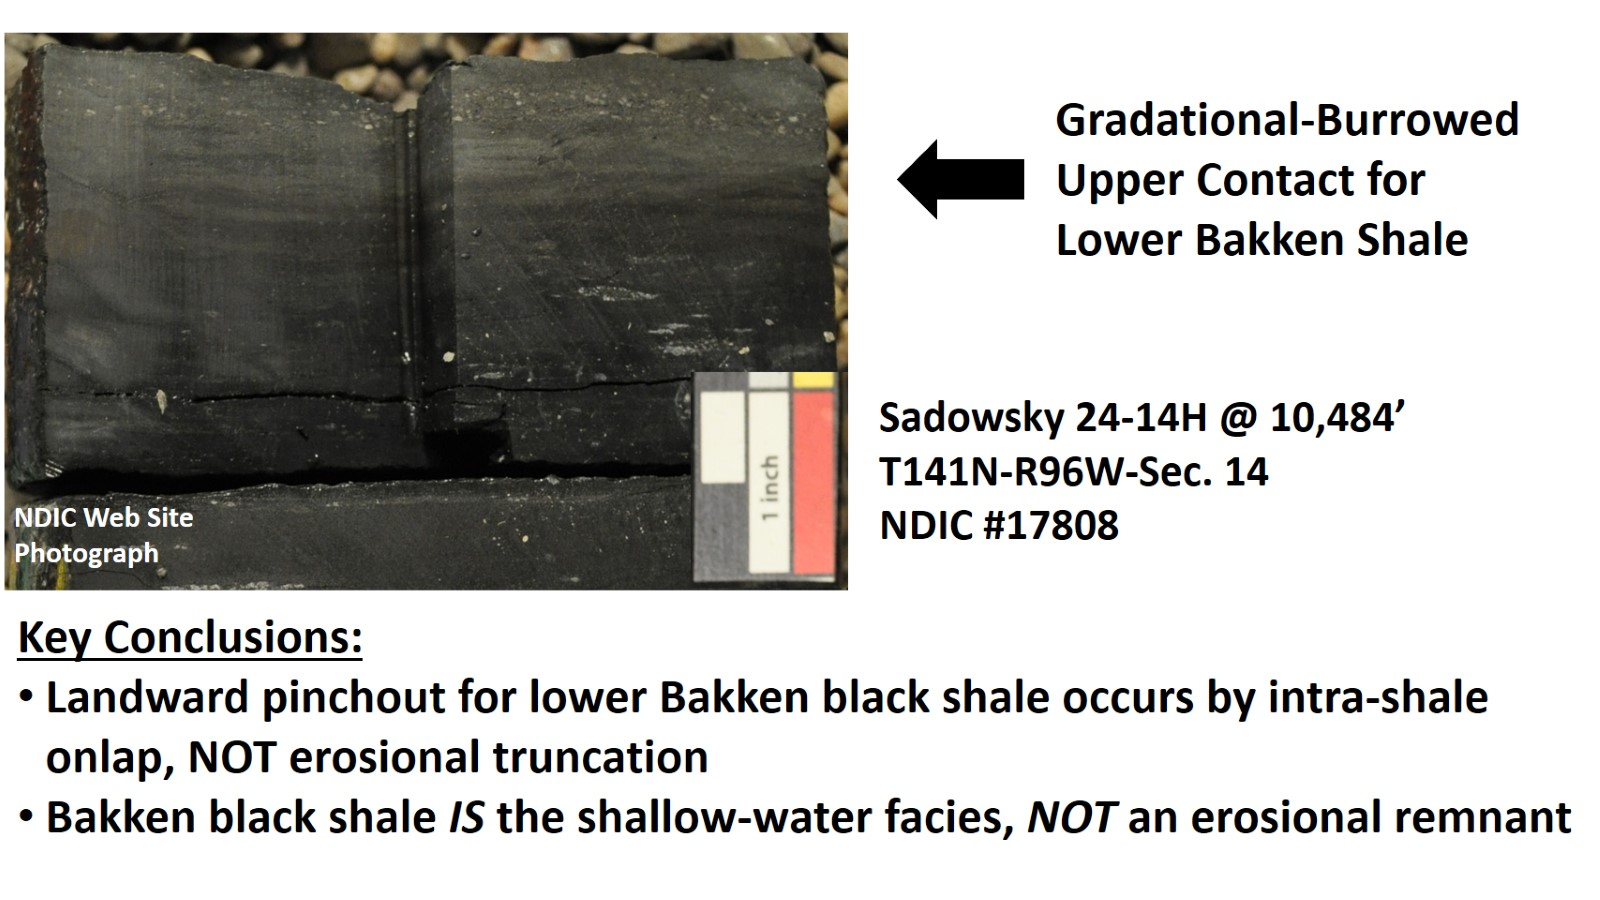 Gradational-Burrowed
Upper Contact for
Lower Bakken Shale
Sadowsky 24-14H @ 10,484’
T141N-R96W-Sec. 14
NDIC #17808
1 inch
NDIC Web Site
Photograph
Key Conclusions:
• Landward pinchout for lower Bakken black shale occurs by intra-shale
onlap, NOT erosional truncation
• Bakken black shale IS the shallow-water facies, NOT an erosional remnant